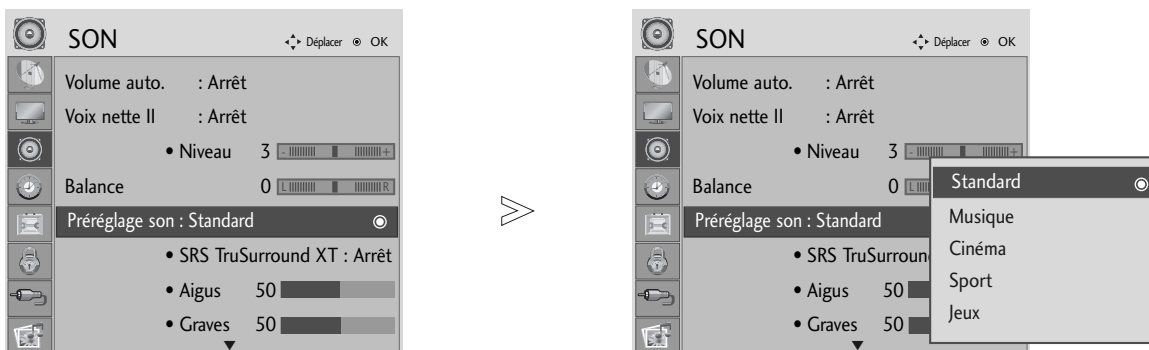 SON
Déplacer OK
Volume auto. : Arrêt
Voix nette II : Arrêt
• Niveau 3 - +
Balance 0 L R
Préréglage son : Standard
• SRS TruSurround XT : Arrêt
• Aigus 50
• Graves 50
SON
Déplacer OK
Volume auto. : Arrêt
Voix nette II : Arrêt
• Niveau 3 - +
Balance 0 L
Préréglage son : Standard
• SRS TruSurroun
• Aigus 50
• Graves 50
Standard
Musique
Cinéma
Sport
Jeux